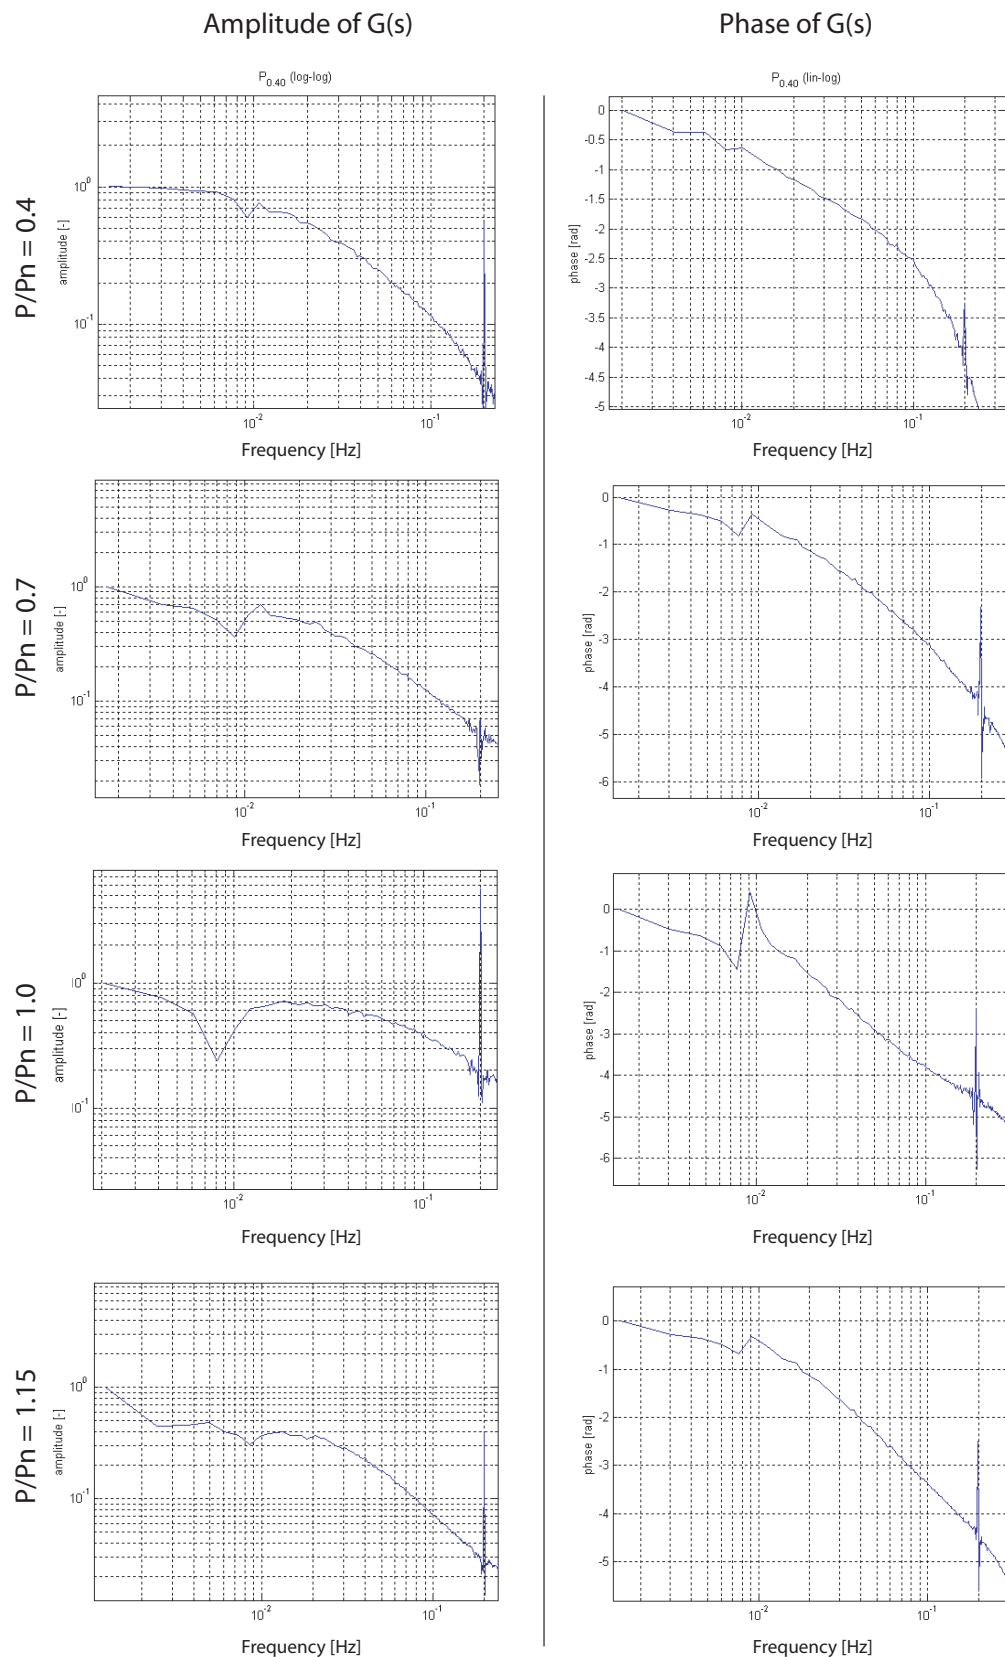 Amplitude of G(s)
Phase of G(s)
P/Pn = 0.4
P0.40 (log-log)
amplitude [-]
10^0
10^-1
10^-2
10^-1
Frequency [Hz]
P0.40 (lin-log)
phase [rad]
0
-0.5
-1
-1.5
-2
-2.5
-3
-3.5
-4
-4.5
-5
10^-2
10^-1
Frequency [Hz]
P/Pn = 0.7
amplitude [-]
10^0
10^-1
10^-2
10^-1
Frequency [Hz]
phase [rad]
0
-1
-2
-3
-4
-5
-6
10^-2
10^-1
Frequency [Hz]
P/Pn = 1.0
amplitude [-]
10^0
10^-1
10^-2
10^-1
Frequency [Hz]
phase [rad]
0
-1
-2
-3
-4
-5
-6
10^-2
10^-1
Frequency [Hz]
P/Pn = 1.15
amplitude [-]
10^0
10^-1
10^-2
10^-1
Frequency [Hz]
phase [rad]
0
-1
-2
-3
-4
-5
10^-2
10^-1
Frequency [Hz]